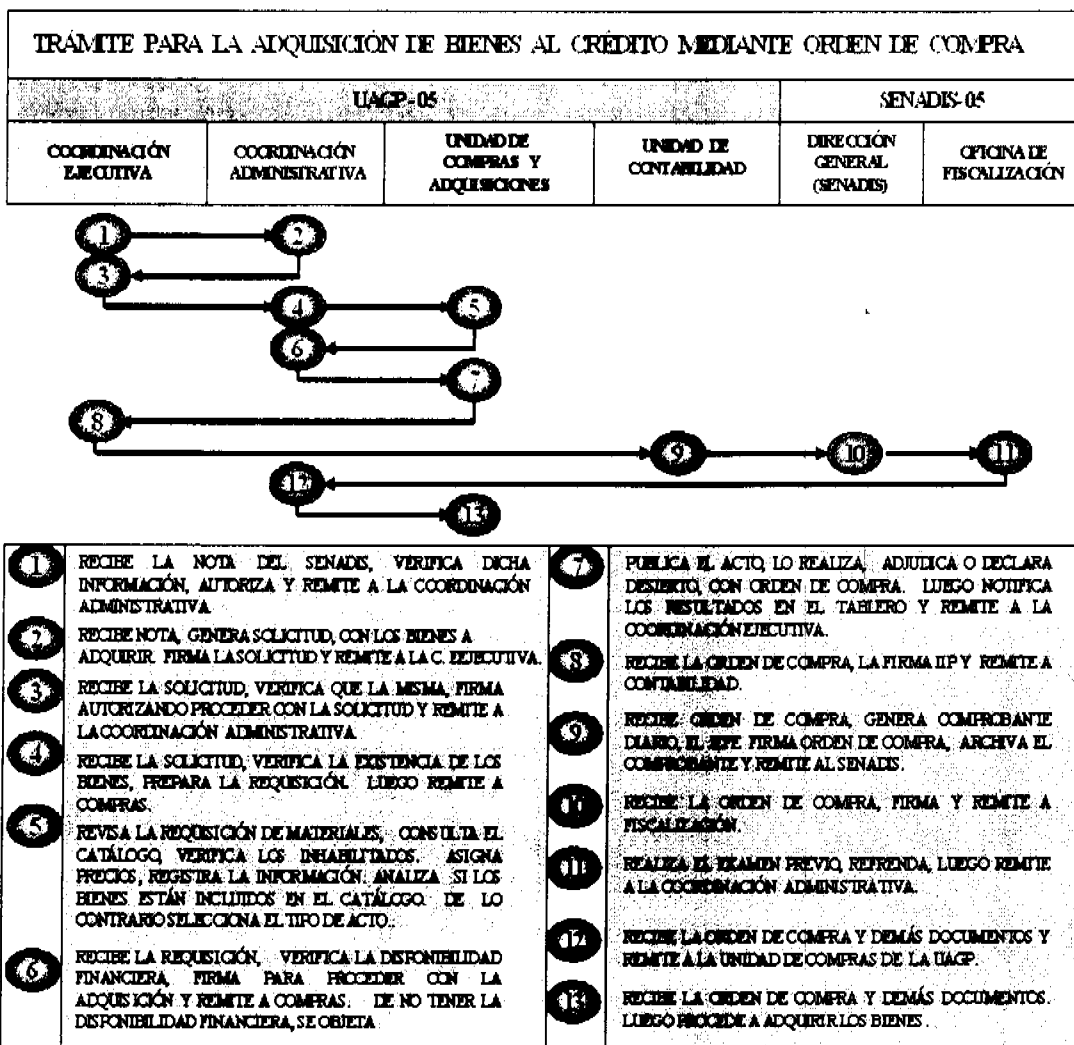 TRÁMITE PARA LA ADQUISICIÓN DE BIENES AL CRÉDITO MEDIANTE ORDEN DE COMPRA
UAGP-05
SENADIS-05
COORDINACIÓN
EJECUTIVA
COORDINACIÓN
ADMINISTRATIVA
UNIDAD DE
COMPRAS Y
ADQUISICIONES
UNIDAD DE
CONTABILIDAD
DIRECCIÓN
GENERAL
(SENADIS)
OFICINA DE
FISCALIZACIÓN
1 2
3
4 5
6
7
8
9 10 11
12
13
1 RECIBE LA NOTA DEL SENADIS, VERIFICA DICHA
INFORMACIÓN, AUTORIZA Y REMITE A LA COORDINACIÓN
ADMINISTRATIVA
2 RECIBE NOTA, GENERA SOLICITUD, CON LOS BIENES A
ADQUIRIR. FIRMA LA SOLICITUD Y REMITE A LA C. EJECUTIVA.
3 RECIBE LA SOLICITUD, VERIFICA QUE LA MISMA, FIRMA
AUTORIZANDO PROCEDER CON LA SOLICITUD Y REMITE A
LA COORDINACIÓN ADMINISTRATIVA
4 RECIBE LA SOLICITUD, VERIFICA LA EXISTENCIA DE LOS
BIENES, PREPARA LA REQUISICIÓN. LUEGO REMITE A
COMPRAS.
5 REVISA LA REQUISICIÓN DE MATERIALES, CONSULTA EL
CATÁLOGO, VERIFICA LOS INHABILITADOS. ASIGNA
PRECIOS, REGISTRA LA INFORMACIÓN. ANALIZA SI LOS
BIENES ESTÁN INCLUIDOS EN EL CATÁLOGO. DE LO
CONTRARIO SELECCIONA EL TIPO DE ACTO.
6 RECIBE LA REQUISICIÓN, VERIFICA LA DISPONIBILIDAD
FINANCIERA, FIRMA PARA PROCEDER CON LA
ADQUISICIÓN Y REMITE A COMPRAS. DE NO TENER LA
DISPONIBILIDAD FINANCIERA, SE OBJETA
7 PUBLICA EL ACTO, LO REALIZA, ADJUDICA O DECLARA
DESIERTO, CON ORDEN DE COMPRA. LUEGO NOTIFICA
LOS RESULTADOS EN EL TABLERO Y REMITE A LA
COORDINACIÓN EJECUTIVA.
8 RECIBE LA ORDEN DE COMPRA, LA FIRMA Y REMITE A
CONTABILIDAD.
9 RECIBE ORDEN DE COMPRA, GENERA COMPROBANTE
DIARIO, EL JEFE FIRMA ORDEN DE COMPRA, ARCHIVA EL
COMPROBANTE Y REMITE AL SENADIS.
10 RECIBE LA ORDEN DE COMPRA, FIRMA Y REMITE A
FISCALIZACIÓN.
11 REALIZA EL EXAMEN PREVIO, REFRENDA, LUEGO REMITE
A LA COORDINACIÓN ADMINISTRATIVA.
12 RECIBE LA ORDEN DE COMPRA Y DEMÁS DOCUMENTOS Y
REMITE A LA UNIDAD DE COMPRAS DE LA UAGP.
13 RECIBE LA ORDEN DE COMPRA Y DEMÁS DOCUMENTOS.
LUEGO PROCEDE A ADQUIRIR LOS BIENES.